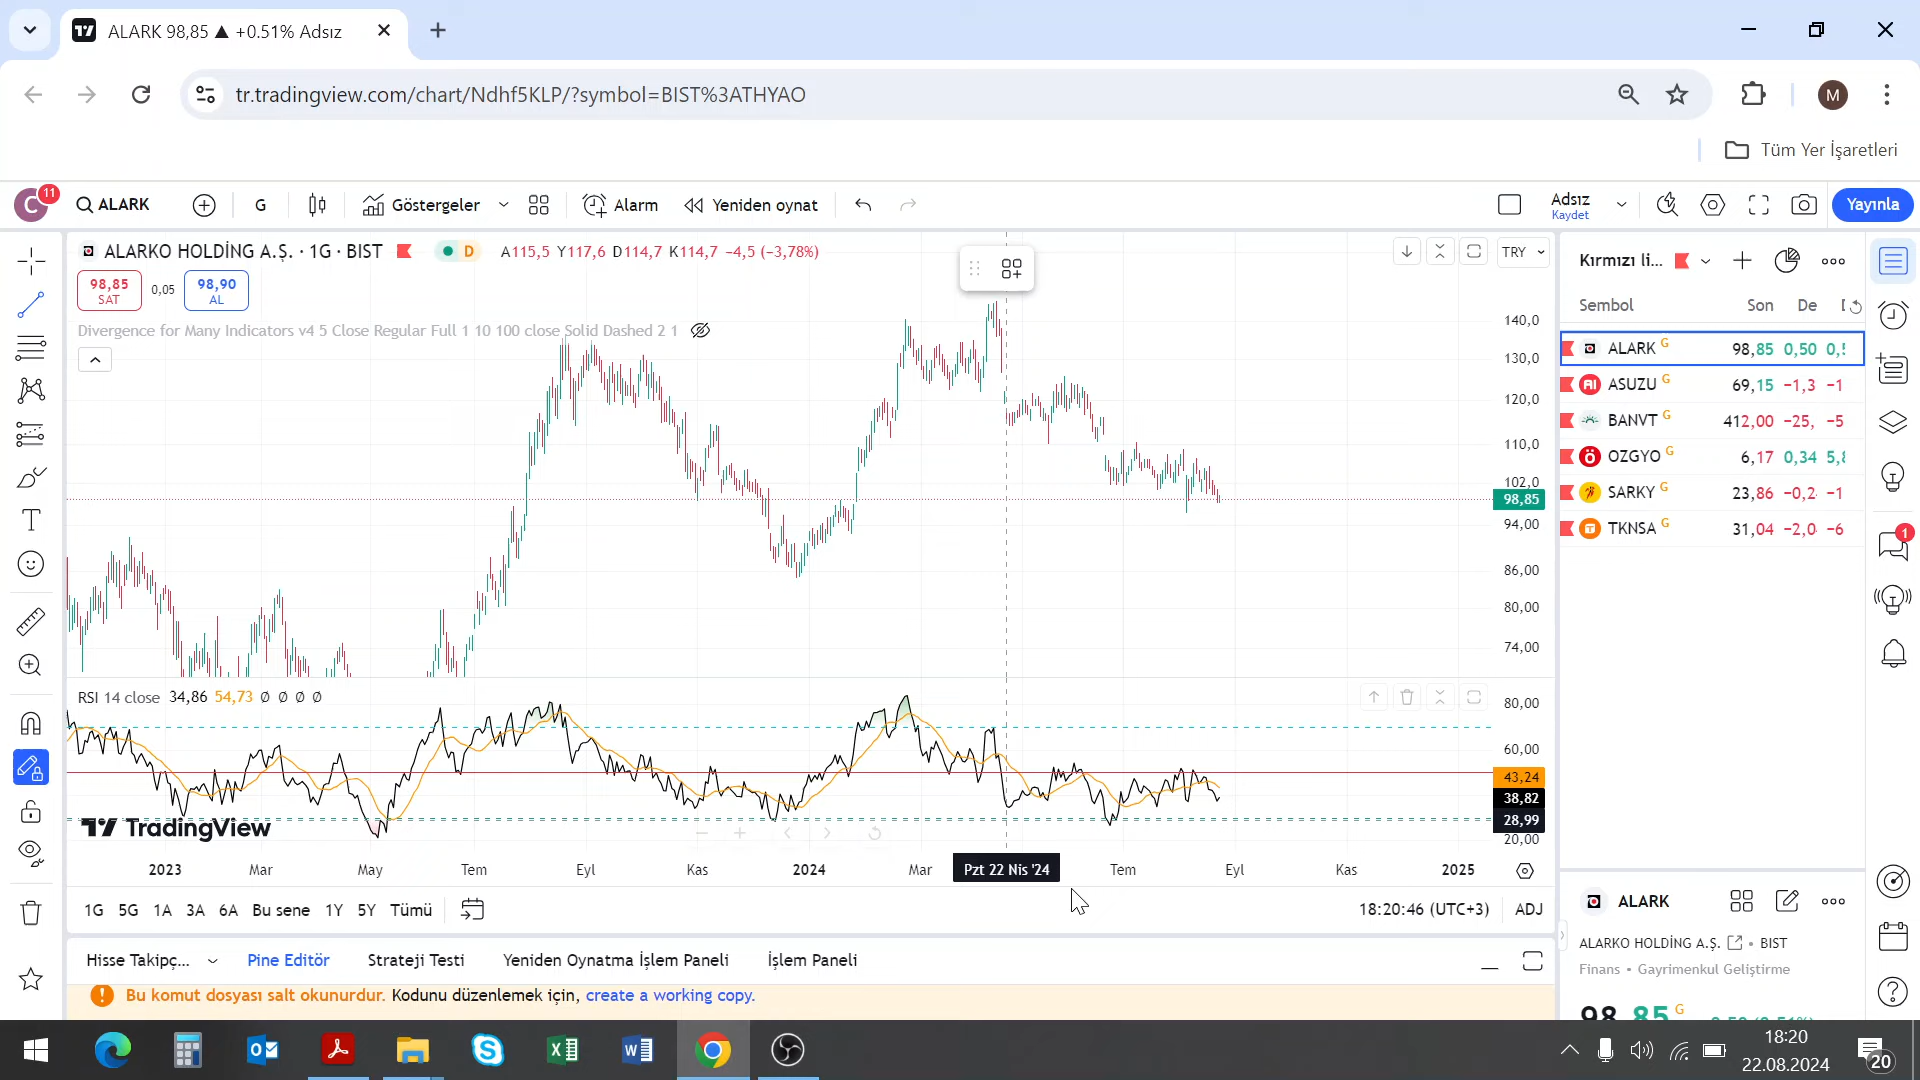 ALARK 98,85 ▲ +0.51% Adsız
tr.tradingview.com/chart/Ndhf5KLP/?symbol=BIST%3ATHYAO
M
Tüm Yer İşaretleri
C 11
ALARK
G
Göstergeler
Alarm
Yeniden oynat
Adsız
Kaydet
Yayınla
ALARKO HOLDİNG A.Ş. · 1G · BIST
D
A115,5 Y117,6 D114,7 K114,7 −4,5 (−3,78%)
TRY
98,85
SAT
0,05
98,90
AL
Divergence for Many Indicators v4 5 Close Regular Full 1 10 100 close Solid Dashed 2 1
140,0
130,0
120,0
110,0
102,0
98,85
94,00
86,00
80,00
74,00
RSI 14 close 34,86 54,73 Ø Ø Ø Ø
80,00
60,00
43,24
38,82
28,99
20,00
TradingView
2023 Mar May Tem Eyl Kas 2024 Mar Pzt 22 Nis '24 Tem Eyl Kas 2025
1G 5G 1A 3A 6A Bu sene 1Y 5Y Tümü
18:20:46 (UTC+3) ADJ
Hisse Takipç... Pine Editör Strateji Testi Yeniden Oynatma İşlem Paneli İşlem Paneli
Bu komut dosyası salt okunurdur. Kodunu düzenlemek için, create a working copy.
Kırmızı li...
Sembol Son De
ALARK G 98,85 0,50
ASUZU G 69,15 −1,3 −1
BANVT G 412,00 −25, −5
OZGYO G 6,17 0,34
SARKY G 23,86 −0,2 −1
TKNSA G 31,04 −2,0 −6
1
ALARK
ALARKO HOLDİNG A.Ş. • BIST
Finans • Gayrimenkul Geliştirme
98,85 G
18:20
22.08.2024
20